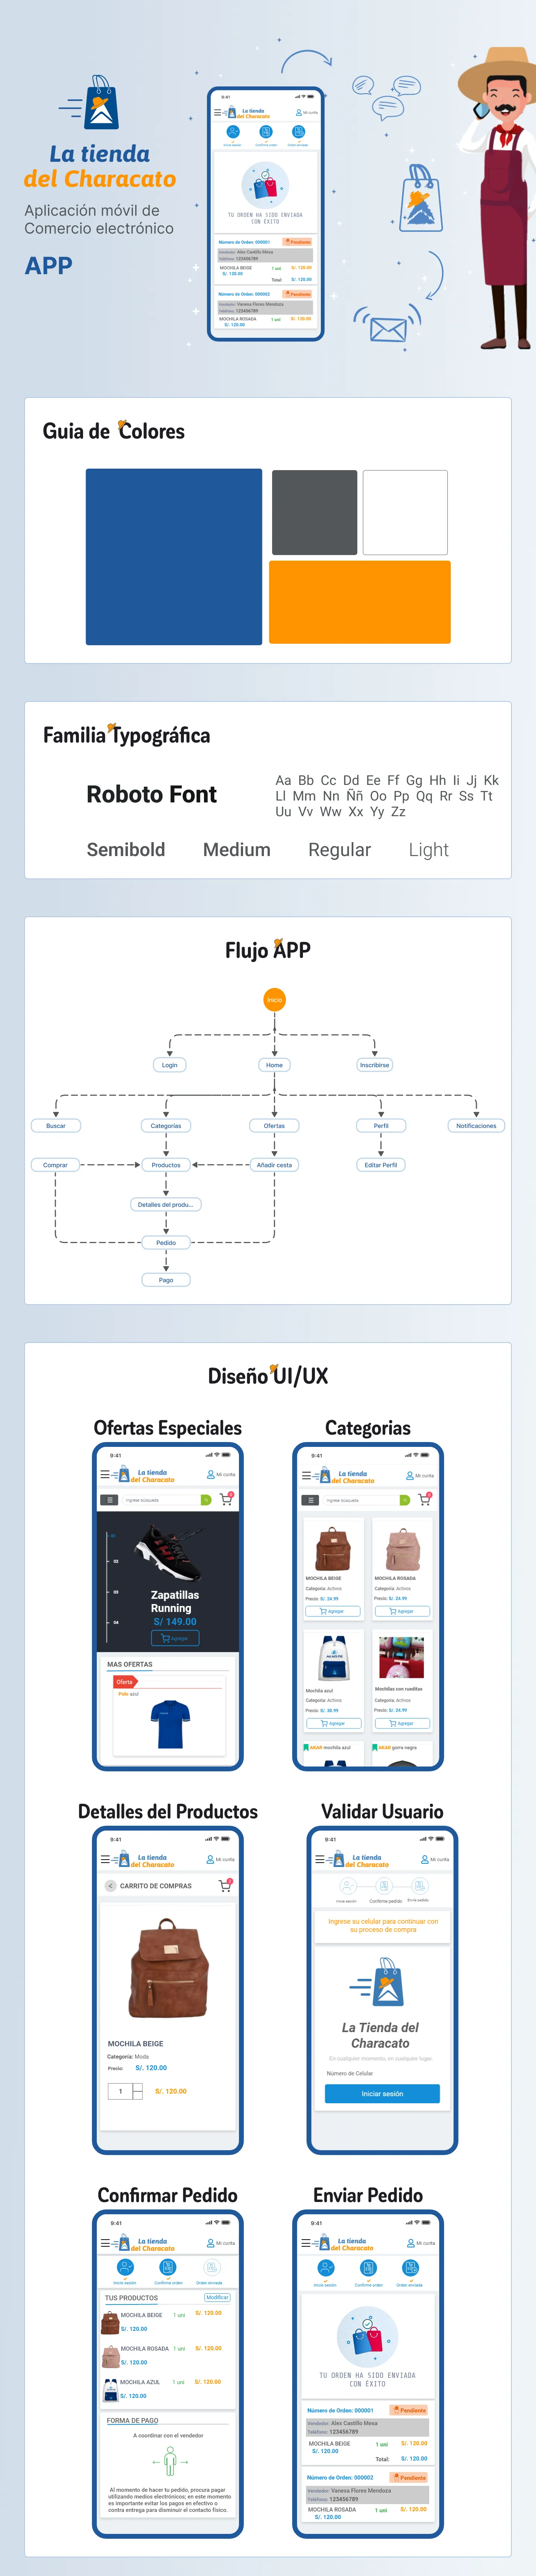 La tienda
del Characato
Aplicación móvil de
Comercio electrónico
APP
9:41
La tienda
del Characato
Mi cuenta
Inicie sesión
Confirme orden
Orden enviada
TU ORDEN HA SIDO ENVIADA
CON ÉXITO
Número de Orden: 000001
Pendiente
Vendedor: Alex Castillo Mesa
Teléfono: 123456789
MOCHILA BEIGE 1 uni S/. 120.00
S/. 120.00
Total: S/. 120.00
Número de Orden: 000002
Pendiente
Vendedor: Vanesa Flores Mendoza
Teléfono: 123456789
MOCHILA ROSADA 1 uni S/. 120.00
S/. 120.00
Guia de Colores
Familia Typográfica
Roboto Font
Aa Bb Cc Dd Ee Ff Gg Hh Ii Jj Kk
Ll Mm Nn Ññ Oo Pp Qq Rr Ss Tt
Uu Vv Ww Xx Yy Zz
Semibold Medium Regular Light
Flujo APP
Inicio
Login
Home
Inscribirse
Buscar
Categorías
Ofertas
Perfil
Notificaciones
Comprar
Productos
Añadir cesta
Editar Perfil
Detalles del produ...
Pedido
Pago
Diseño UI/UX
Ofertas Especiales
Categorias
9:41
La tienda
del Characato
Mi cunta
Ingrese búsqueda
02
03
04
Zapatillas
Running
S/ 149.00
Agregar
MAS OFERTAS
Oferta
Polo azul
9:41
La tienda
del Characato
Mi cunta
Ingrese búsqueda
MOCHILA BEIGE
Categoría: Activos
Precio: S/. 24.99
Agregar
MOCHILA ROSADA
Categoría: Activos
Precio: S/. 24.99
Agregar
Mochila azul
Categoría: Activos
Precio: S/. 30.99
Agregar
Mochilas con rueditas
Categoría: Activos
Precio: S/. 24.99
Agregar
AKAR mochila azul
AKAR gorra negra
Detalles del Productos
Validar Usuario
9:41
La tienda
del Characato
Mi cunta
< CARRITO DE COMPRAS
MOCHILA BEIGE
Categoría: Moda
Precio: S/. 120.00
1
S/. 120.00
9:41
La tienda
del Characato
Mi cunta
Inicie sesión
Confirme pedido
Envie pedido
Ingrese su celular para continuar con
su proceso de compra
La Tienda del
Characato
En cualquier momento, en cualquier lugar.
Número de Celular
Iniciar sesión
Confirmar Pedido
Enviar Pedido
9:41
La tienda
del Characato
Mi cunta
Inicie sesión
Confirme orden
Orden enviada
TUS PRODUCTOS
Modificar
MOCHILA BEIGE 1 uni S/. 120.00
S/. 120.00
MOCHILA ROSADA 1 uni S/. 120.00
S/. 120.00
MOCHILA AZUL 1 uni S/. 120.00
S/. 120.00
FORMA DE PAGO
A coordinar con el vendedor
Al momento de hacer tu pedido, procura pagar
utilizando medios electrónicos; en este momento
es importante evitar los pagos en efectivo o
contra entrega para disminuir el contacto físico.
9:41
La tienda
del Characato
Mi cunta
Inicie sesión
Confirme orden
Orden enviada
TU ORDEN HA SIDO ENVIADA
CON ÉXITO
Número de Orden: 000001
Pendiente
Vendedor: Alex Castillo Mesa
Teléfono: 123456789
MOCHILA BEIGE 1 uni S/. 120.00
S/. 120.00
Total: S/. 120.00
Número de Orden: 000002
Pendiente
Vendedor: Vanesa Flores Mendoza
Teléfono: 123456789
MOCHILA ROSADA 1 uni S/. 120.00
S/. 120.00